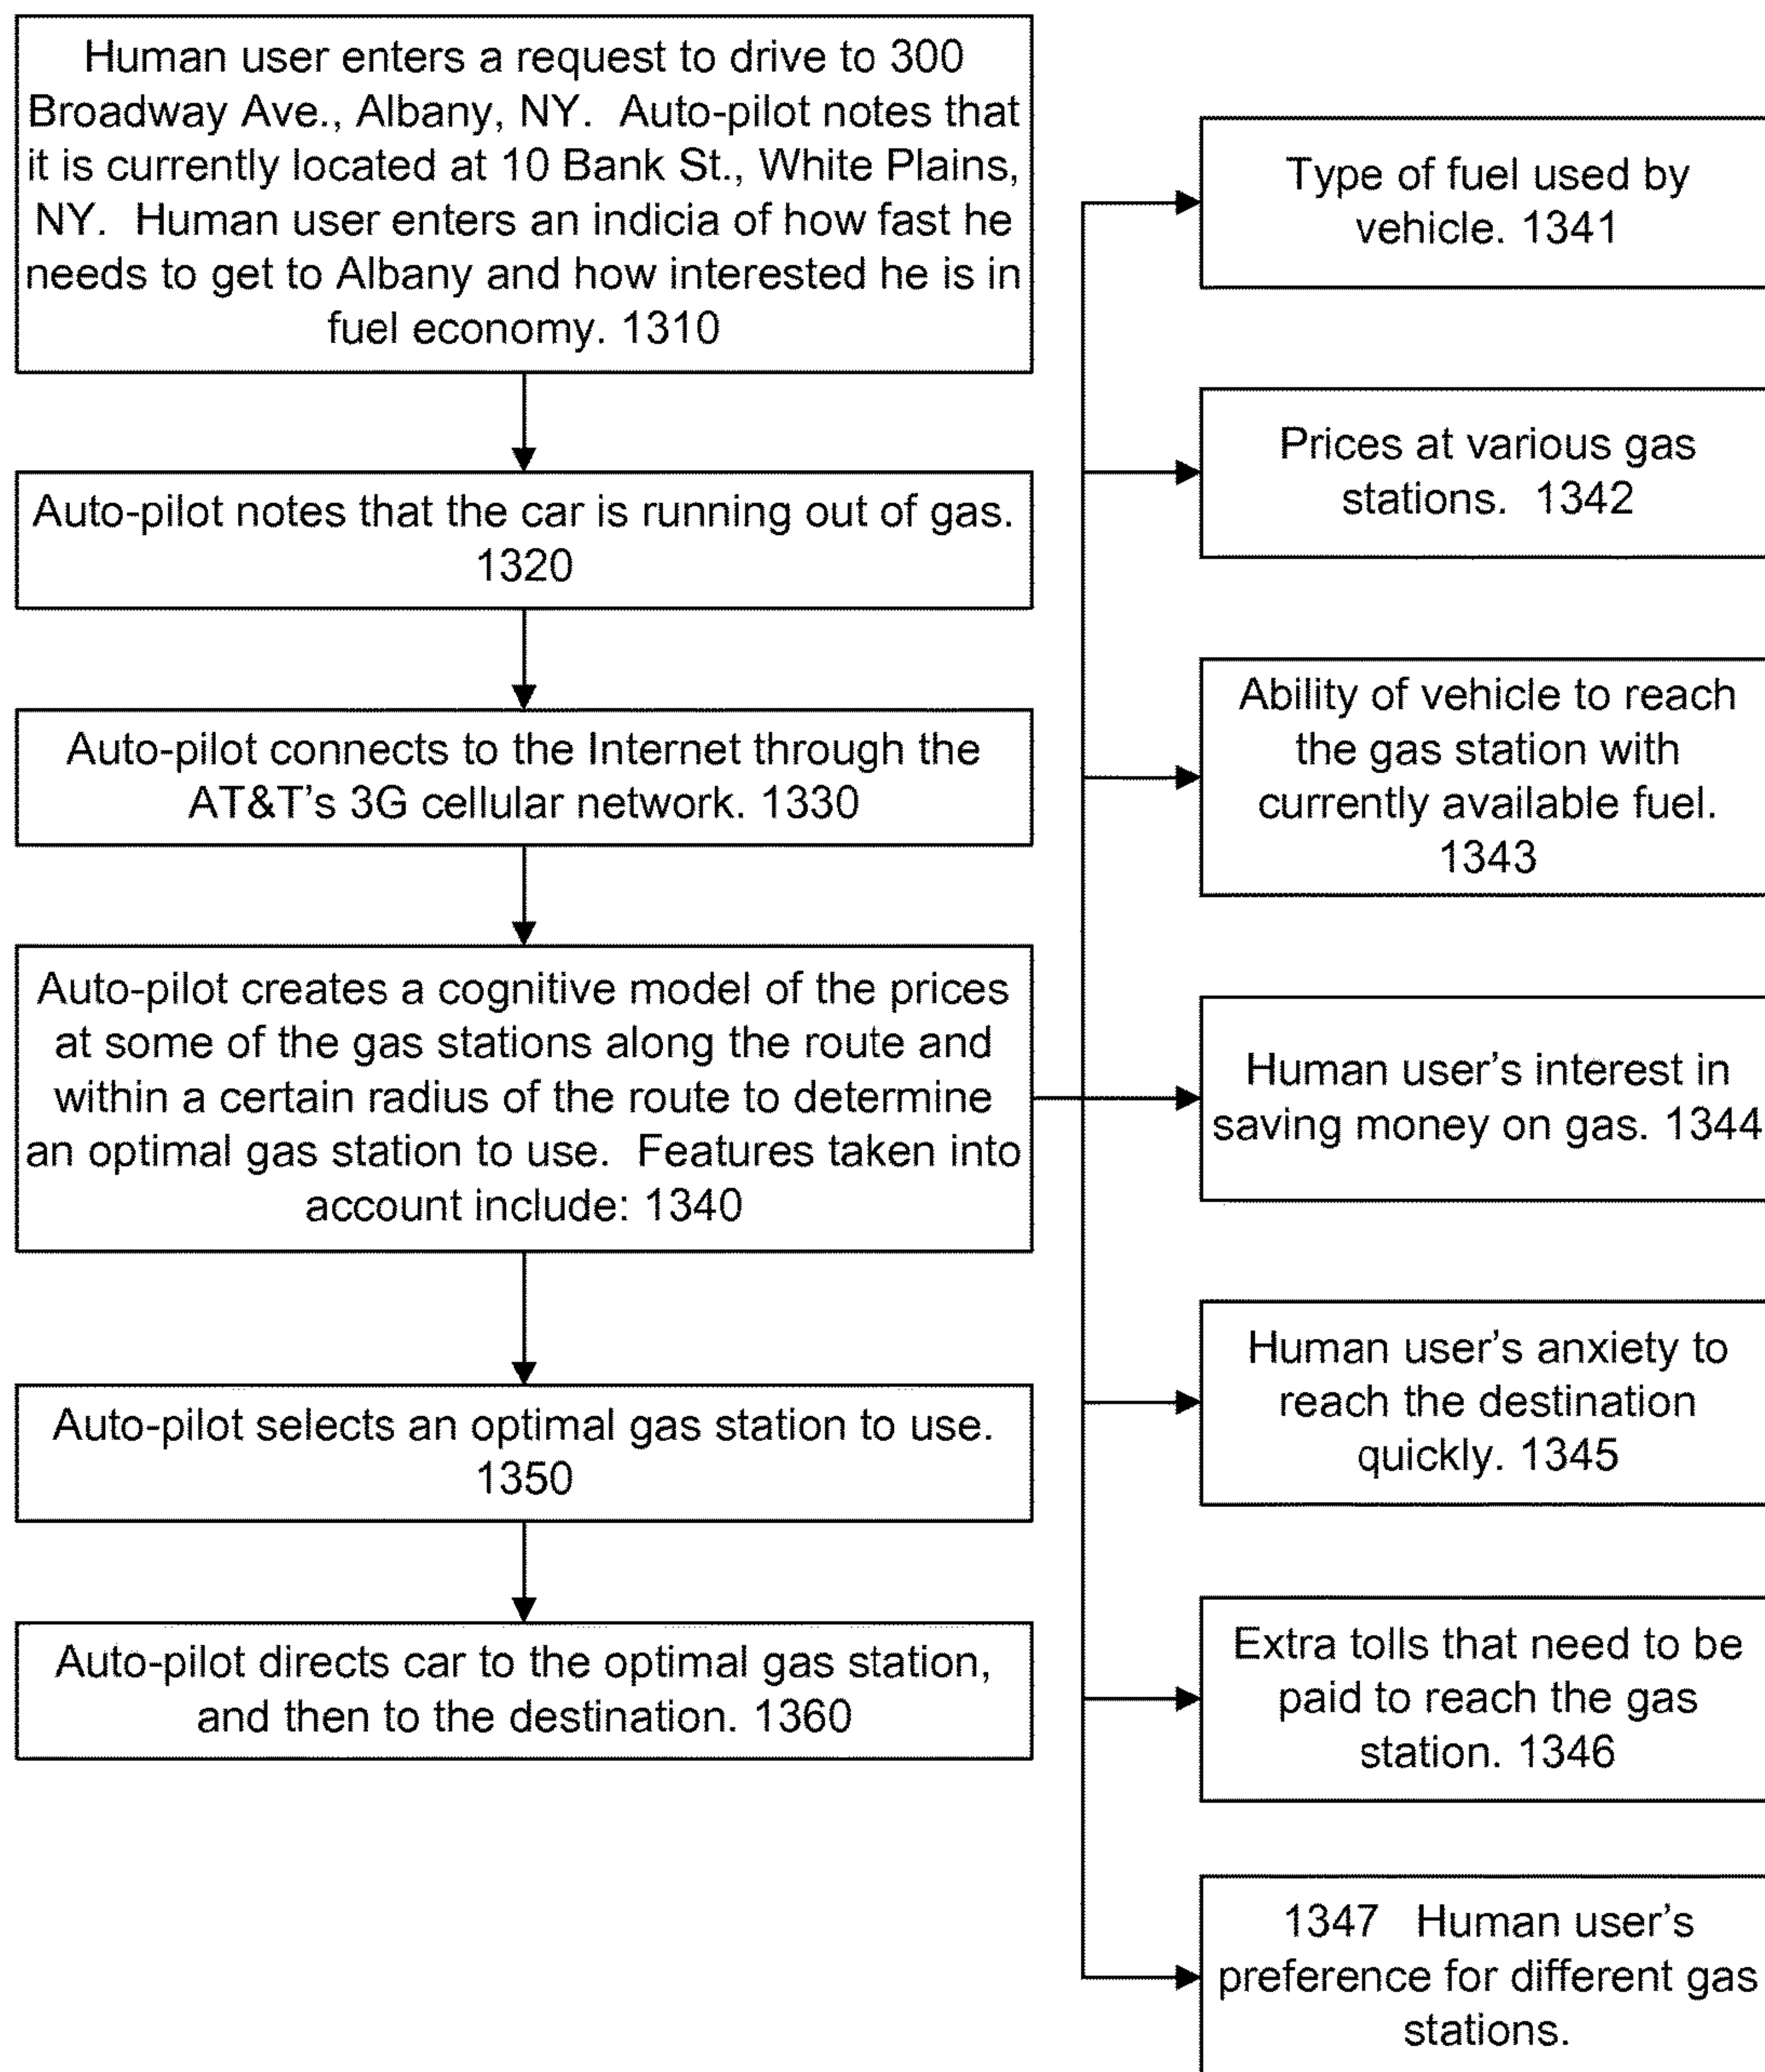 Human user enters a request to drive to 300
Broadway Ave., Albany, NY.  Auto-pilot notes that
it is currently located at 10 Bank St., White Plains,
NY.  Human user enters an indicia of how fast he
needs to get to Albany and how interested he is in
fuel economy. 1310
Auto-pilot notes that the car is running out of gas.
1320
Auto-pilot connects to the Internet through the
AT&T's 3G cellular network. 1330
Auto-pilot creates a cognitive model of the prices
at some of the gas stations along the route and
within a certain radius of the route to determine
an optimal gas station to use.  Features taken into
account include: 1340
Auto-pilot selects an optimal gas station to use.
1350
Auto-pilot directs car to the optimal gas station,
and then to the destination. 1360
Type of fuel used by
vehicle. 1341
Prices at various gas
stations.  1342
Ability of vehicle to reach
the gas station with
currently available fuel.
1343
Human user's interest in
saving money on gas. 1344
Human user's anxiety to
reach the destination
quickly. 1345
Extra tolls that need to be
paid to reach the gas
station. 1346
1347   Human user's
preference for different gas
stations.